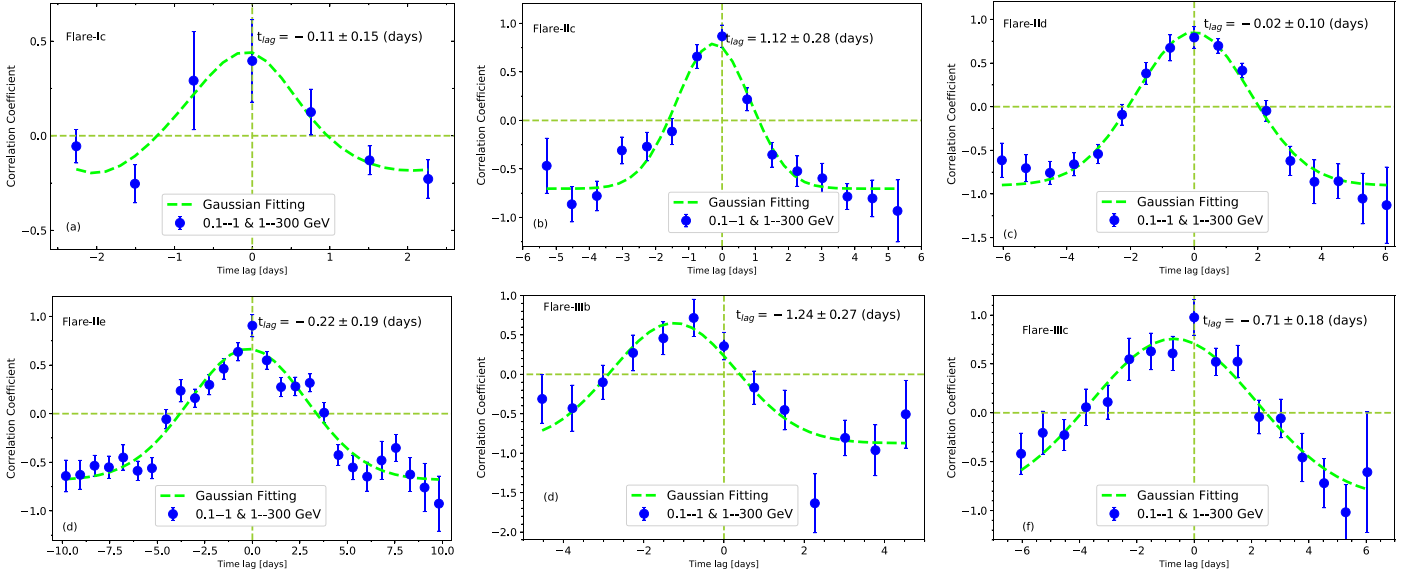 Flare-Ic
t_lag = −0.11 ± 0.15 (days)
0.5
0.0
−0.5
Correlation Coefficient
(a)
Gaussian Fitting
0.1--1 & 1--300 GeV
−2 −1 0 1 2
Time lag [days]
Flare-IIc
t_lag = 1.12 ± 0.28 (days)
1.0
0.5
0.0
−0.5
−1.0
Correlation Coefficient
(b)
Gaussian Fitting
0.1--1 & 1--300 GeV
−6 −5 −4 −3 −2 −1 0 1 2 3 4 5 6
Time lag [days]
Flare-IId
t_lag = −0.02 ± 0.10 (days)
1.0
0.5
0.0
−0.5
−1.0
−1.5
Correlation Coefficient
(c)
Gaussian Fitting
0.1--1 & 1--300 GeV
−6 −4 −2 0 2 4 6
Time lag [days]
Flare-IIe
t_lag = −0.22 ± 0.19 (days)
1.0
0.5
0.0
−0.5
−1.0
Correlation Coefficient
(d)
Gaussian Fitting
0.1--1 & 1--300 GeV
−10.0 −7.5 −5.0 −2.5 0.0 2.5 5.0 7.5 10.0
Time lag [days]
Flare-IIIb
t_lag = −1.24 ± 0.27 (days)
1.0
0.5
0.0
−0.5
−1.0
−1.5
−2.0
Correlation Coefficient
(d)
Gaussian Fitting
0.1--1 & 1--300 GeV
−4 −2 0 2 4
Time lag [days]
Flare-IIIc
t_lag = −0.71 ± 0.18 (days)
1.0
0.5
0.0
−0.5
−1.0
Correlation Coefficient
(f)
Gaussian Fitting
0.1--1 & 1--300 GeV
−6 −4 −2 0 2 4 6
Time lag [days]